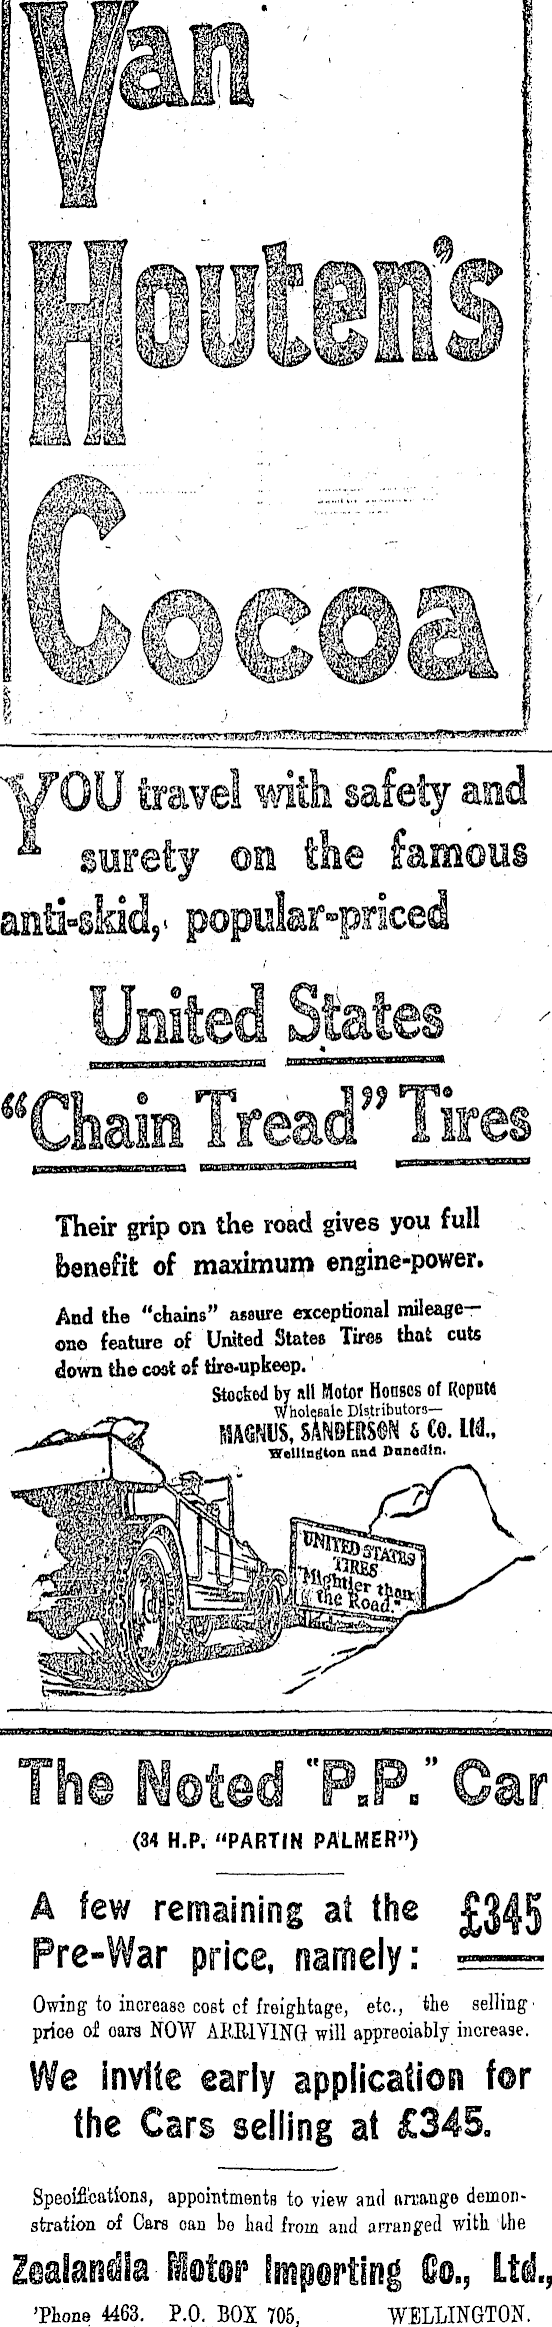 Van
Houten's
Cocoa
YOU travel with safety and
surety on the famous
anti-skid, popular-priced
United States
"Chain Tread" Tires
Their grip on the road gives you full
benefit of maximum engine-power.
And the "chains" assure exceptional mileage—
one feature of United States Tires that cuts
down the cost of tire-upkeep.
Stocked by all Motor Houses of Repute
Wholesale Distributors—
MAGNUS, SANDERSON & Co. Ltd.,
Wellington and Dunedin.
UNITED STATES
TIRES
"Mightier than
the Road."
The Noted "P.P." Car
(34 H.P. "PARTIN PALMER")
A few remaining at the £345
Pre-War price, namely:
Owing to increase cost of freightage, etc., the selling
price of cars NOW ARRIVING will appreciably increase.
We invite early application for
the Cars selling at £345.
Specifications, appointments to view and arrange demon-
stration of Cars can be had from and arranged with the
Zealandia Motor Importing Co., Ltd.,
'Phone 4463. P.O. BOX 705, WELLINGTON.